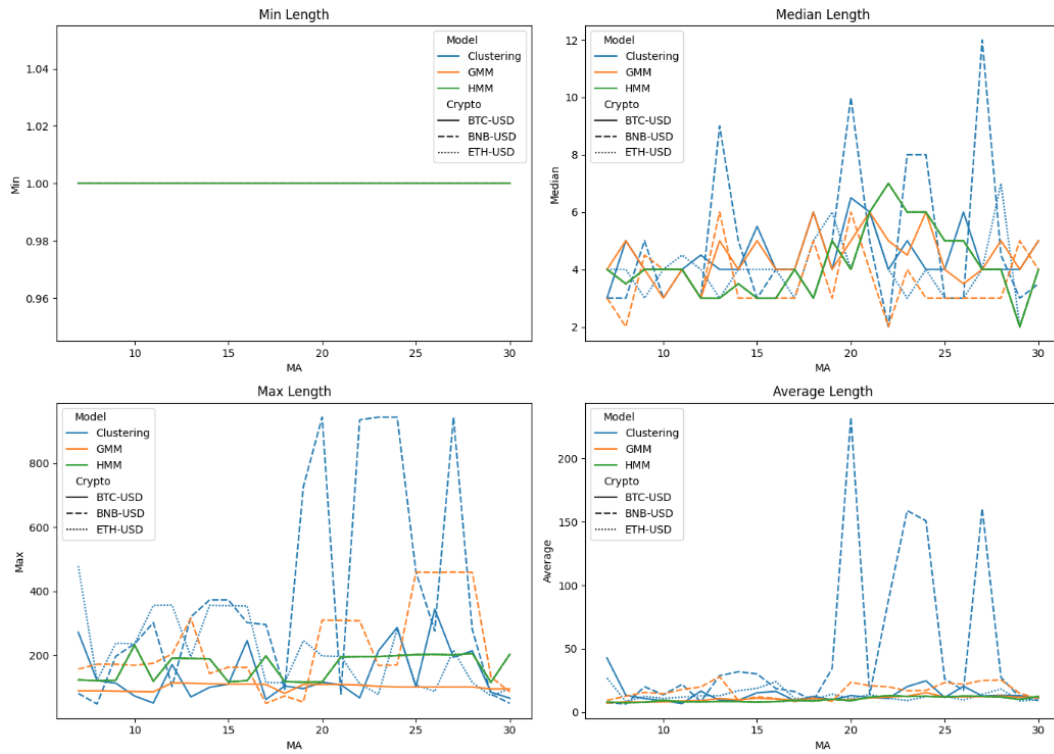 Min Length
Min
1.04
1.02
1.00
0.98
0.96
10
15
20
25
30
MA
Model
Clustering
GMM
HMM
Crypto
BTC-USD
BNB-USD
ETH-USD
Median Length
Median
12
10
8
6
4
2
10
15
20
25
30
MA
Model
Clustering
GMM
HMM
Crypto
BTC-USD
BNB-USD
ETH-USD
Max Length
Max
800
600
400
200
10
15
20
25
30
MA
Model
Clustering
GMM
HMM
Crypto
BTC-USD
BNB-USD
ETH-USD
Average Length
Average
200
150
100
50
0
10
15
20
25
30
MA
Model
Clustering
GMM
HMM
Crypto
BTC-USD
BNB-USD
ETH-USD